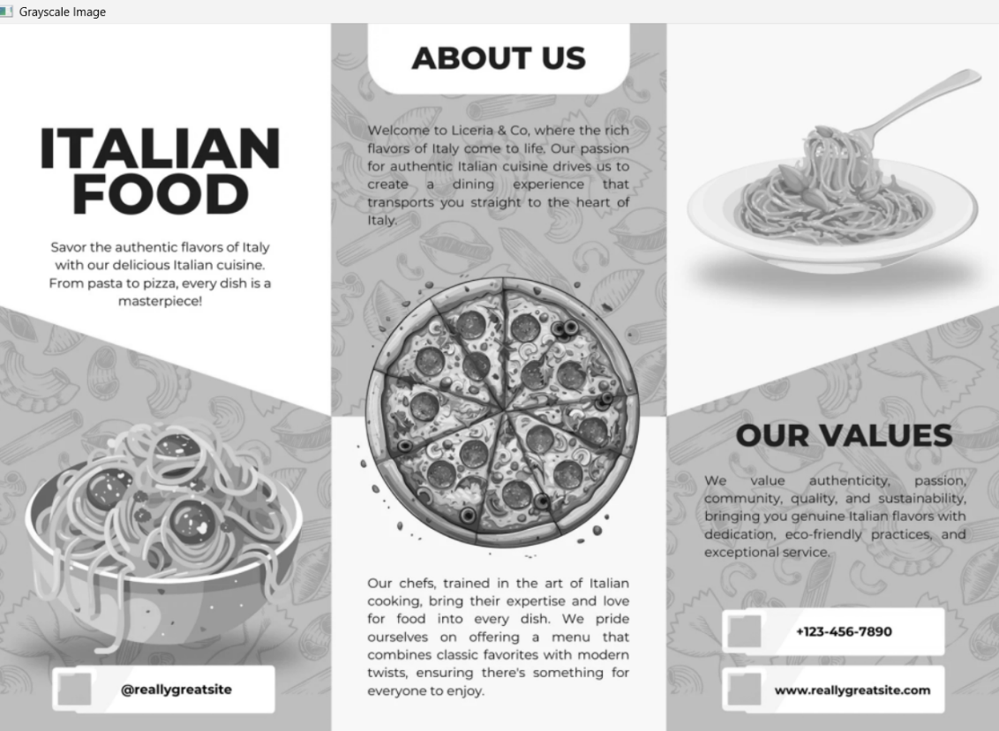 Grayscale Image
ITALIAN
FOOD
Savor the authentic flavors of Italy
with our delicious Italian cuisine.
From pasta to pizza, every dish is a
masterpiece!
@reallygreatsite
ABOUT US
Welcome to Liceria & Co, where the rich
flavors of Italy come to life. Our passion
for authentic Italian cuisine drives us to
create a dining experience that
transports you straight to the heart of
Italy.
Our chefs, trained in the art of Italian
cooking, bring their expertise and love
for food into every dish. We pride
ourselves on offering a menu that
combines classic favorites with modern
twists, ensuring there's something for
everyone to enjoy.
OUR VALUES
We value authenticity, passion,
community, quality, and sustainability,
bringing you genuine Italian flavors with
dedication, eco-friendly practices, and
exceptional service.
+123-456-7890
www.reallygreatsite.com